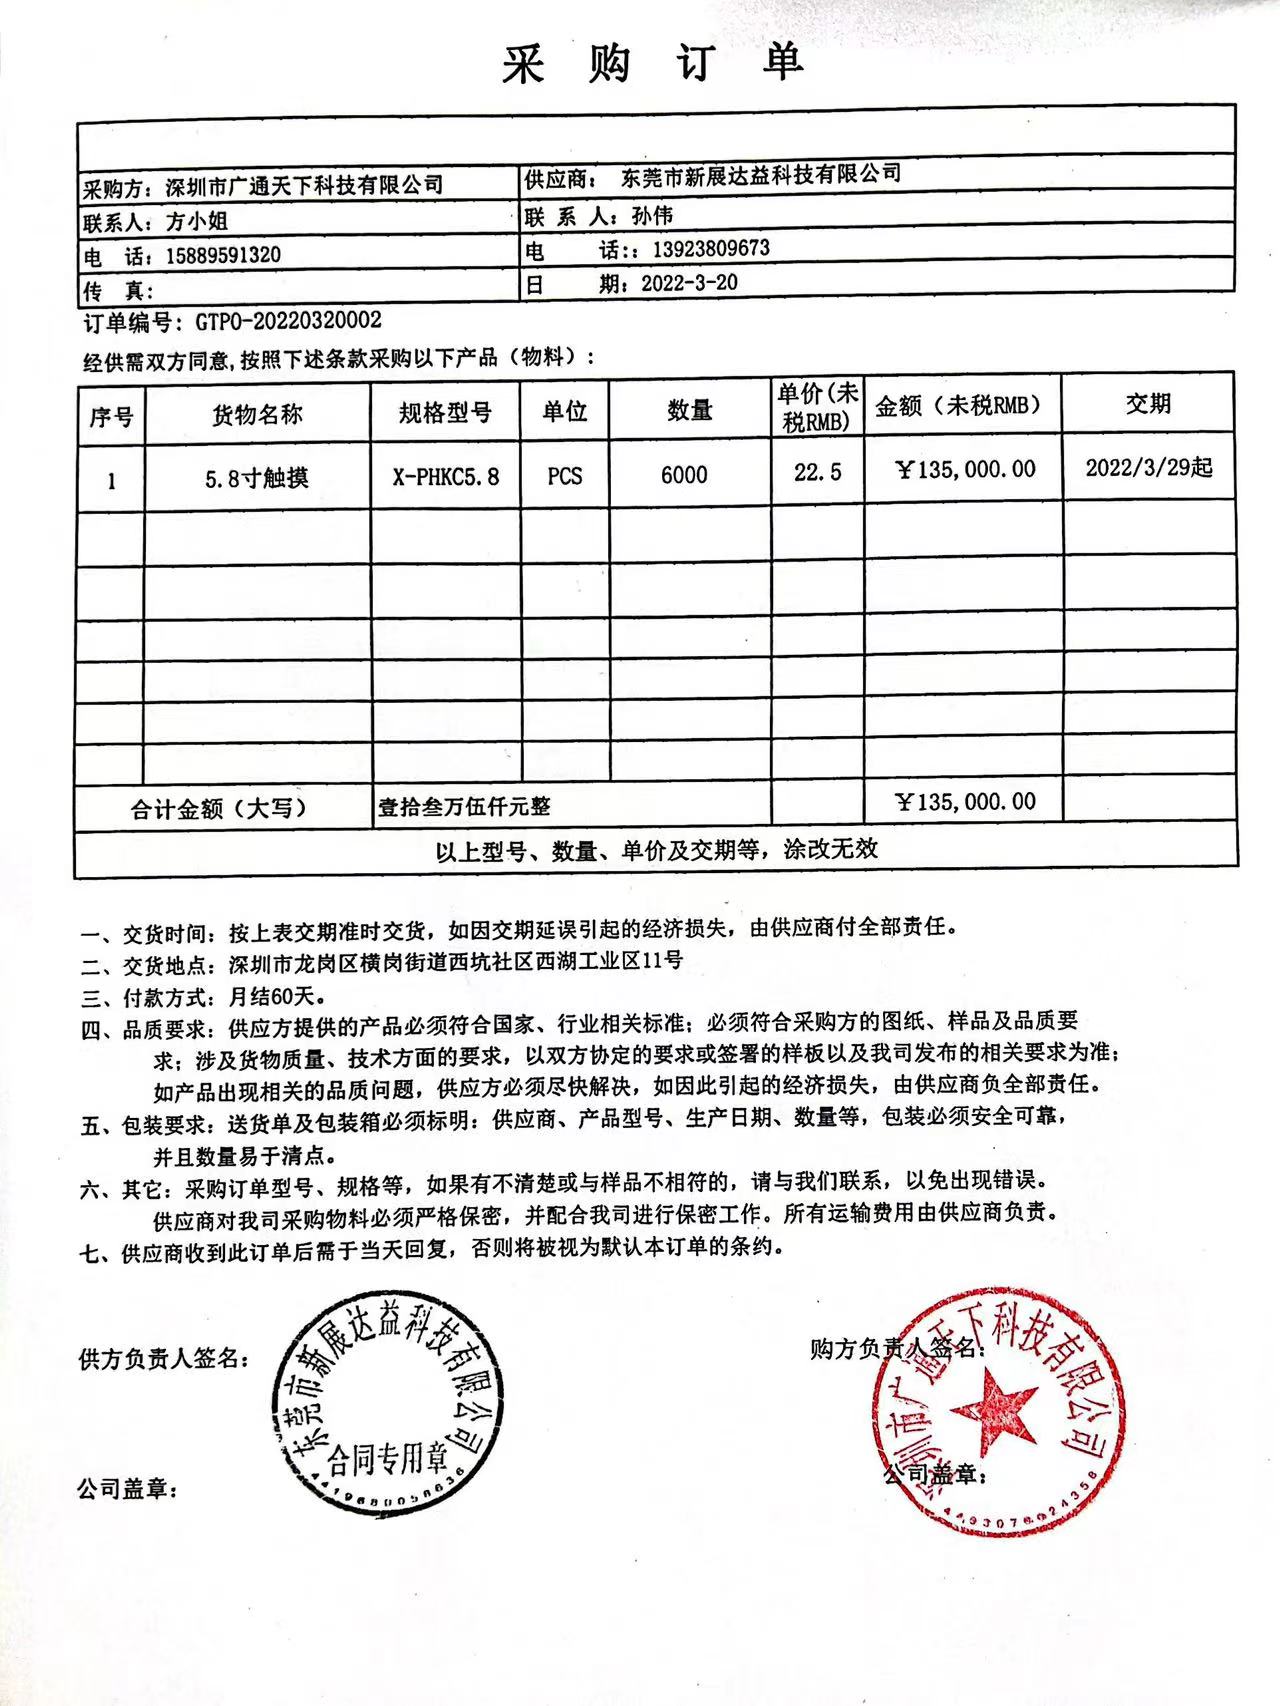 采购订单
采购方：深圳市广通天下科技有限公司 供应商： 东莞市新展达益科技有限公司
联系人：方小姐 联 系 人：孙伟
电 话：15889591320 电 话：：13923809673
传 真： 日 期：2022-3-20
订单编号：GTPO-20220320002
经供需双方同意,按照下述条款采购以下产品（物料）:
序号 货物名称 规格型号 单位 数量 单价(未税RMB) 金额（未税RMB） 交期
1 5.8寸触摸 X-PHKC5.8 PCS 6000 22.5 ￥135,000.00 2022/3/29起
合计金额（大写） 壹拾叁万伍仟元整 ￥135,000.00
以上型号、数量、单价及交期等，涂改无效
一、交货时间：按上表交期准时交货，如因交期延误引起的经济损失，由供应商付全部责任。
二、交货地点：深圳市龙岗区横岗街道西坑社区西湖工业区11号
三、付款方式：月结60天。
四、品质要求：供应方提供的产品必须符合国家、行业相关标准；必须符合采购方的图纸、样品及品质要
求；涉及货物质量、技术方面的要求，以双方协定的要求或签署的样板以及我司发布的相关要求为准；
如产品出现相关的品质问题，供应方必须尽快解决，如因此引起的经济损失，由供应商负全部责任。
五、包装要求：送货单及包装箱必须标明：供应商、产品型号、生产日期、数量等，包装必须安全可靠，
并且数量易于清点。
六、其它：采购订单型号、规格等，如果有不清楚或与样品不相符的，请与我们联系，以免出现错误。
供应商对我司采购物料必须严格保密，并配合我司进行保密工作。所有运输费用由供应商负责。
七、供应商收到此订单后需于当天回复，否则将被视为默认本订单的条约。
供方负责人签名：
购方负责人签名：
东莞市新展达益科技有限公司
合同专用章
4419680056636
深圳市广通天下科技有限公司
4493076024358
公司盖章：
公司盖章：